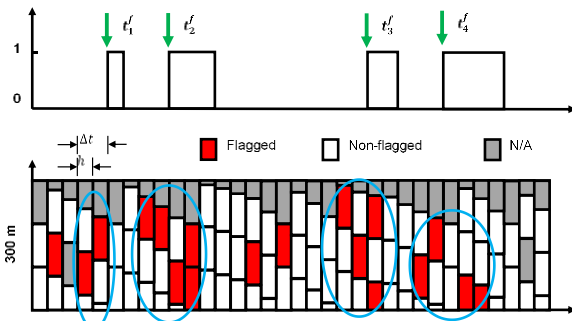 t₁ᶠ t₂ᶠ t₃ᶠ t₄ᶠ
1
0
Δt
h
Flagged Non-flagged N/A
300 m